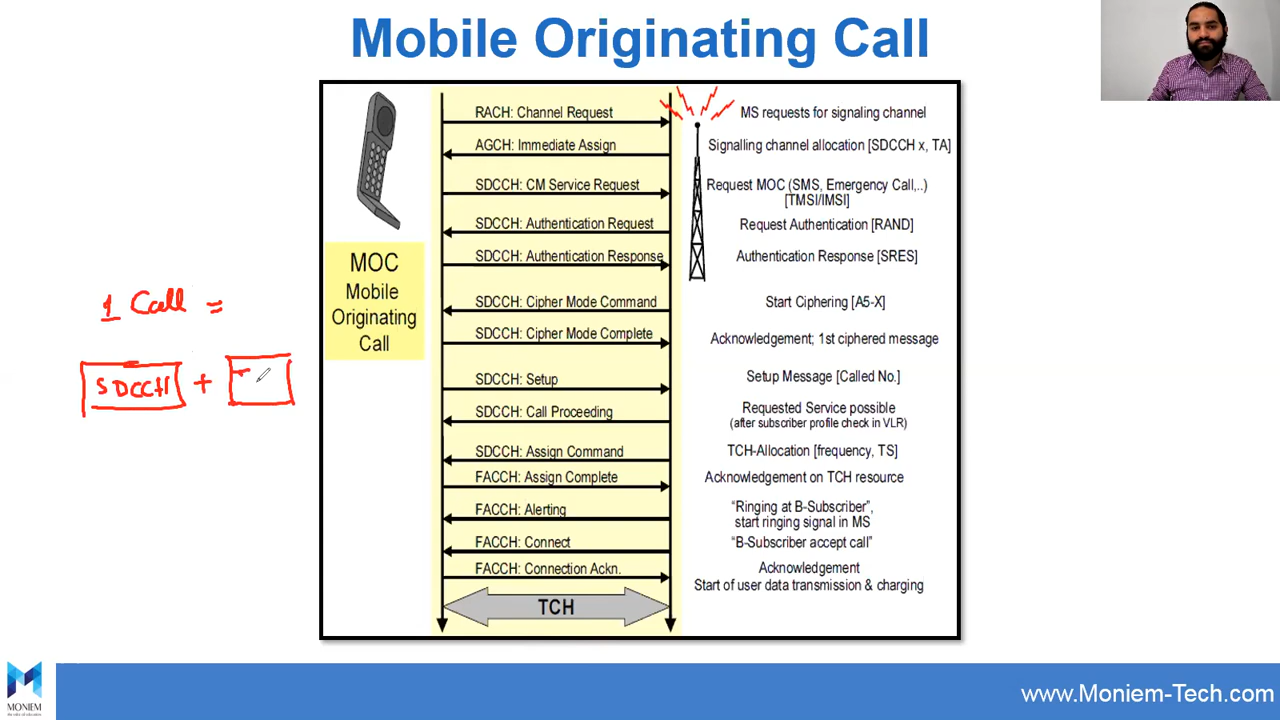 Mobile Originating Call
RACH: Channel Request
MS requests for signaling channel
AGCH: Immediate Assign
Signalling channel allocation [SDCCH x, TA]
SDCCH: CM Service Request
Request MOC (SMS, Emergency Call,..)
[TMSI/IMSI]
SDCCH: Authentication Request
Request Authentication [RAND]
SDCCH: Authentication Response
Authentication Response [SRES]
MOC
Mobile
Originating
Call
SDCCH: Cipher Mode Command
Start Ciphering [A5-X]
SDCCH: Cipher Mode Complete
Acknowledgement; 1st ciphered message
1 Call =
SDCCH +
SDCCH: Setup
Setup Message [Called No.]
SDCCH: Call Proceeding
Requested Service possible
(after subscriber profile check in VLR)
SDCCH: Assign Command
TCH-Allocation [frequency, TS]
FACCH: Assign Complete
Acknowledgement on TCH resource
FACCH: Alerting
“Ringing at B-Subscriber”,
start ringing signal in MS
FACCH: Connect
“B-Subscriber accept call”
FACCH: Connection Ackn.
Acknowledgement
Start of user data transmission & charging
TCH
MONIEM
www.Moniem-Tech.com